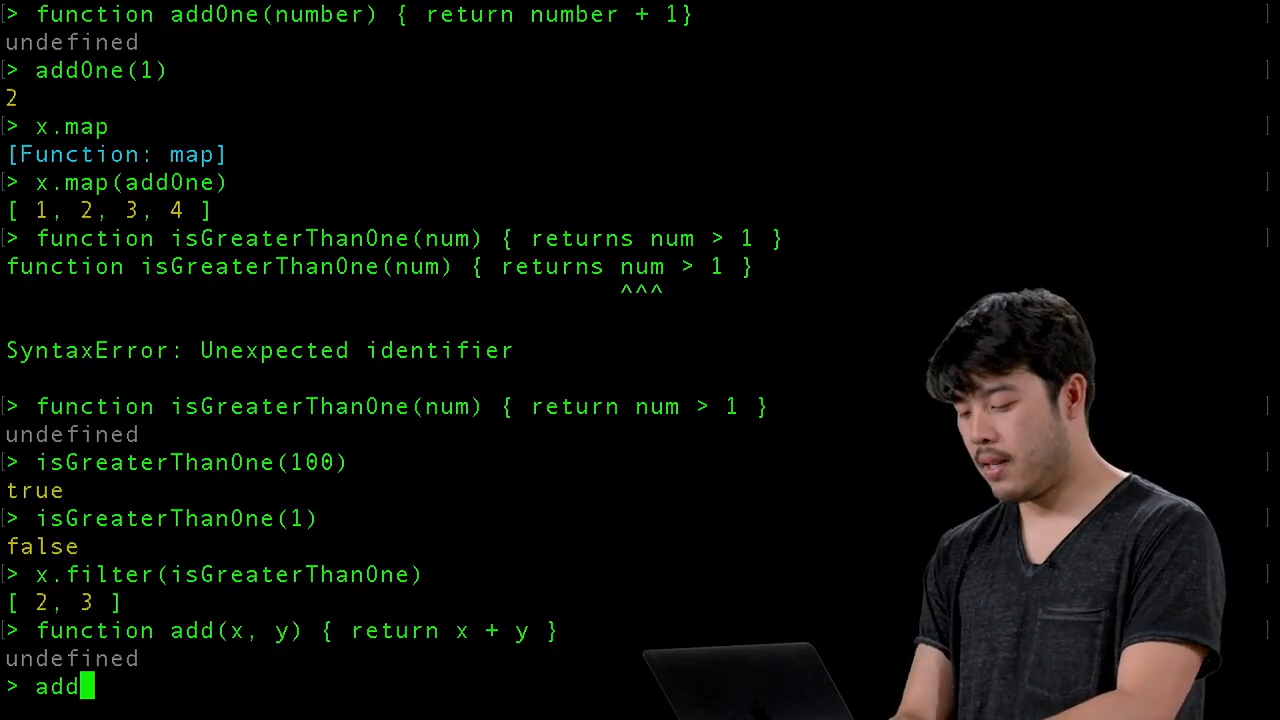 > function addOne(number) { return number + 1}
undefined
> addOne(1)
2
> x.map
[Function: map]
> x.map(addOne)
[ 1, 2, 3, 4 ]
> function isGreaterThanOne(num) { returns num > 1 }
function isGreaterThanOne(num) { returns num > 1 }
^^^
SyntaxError: Unexpected identifier
> function isGreaterThanOne(num) { return num > 1 }
undefined
> isGreaterThanOne(100)
true
> isGreaterThanOne(1)
false
> x.filter(isGreaterThanOne)
[ 2, 3 ]
> function add(x, y) { return x + y }
undefined
> add